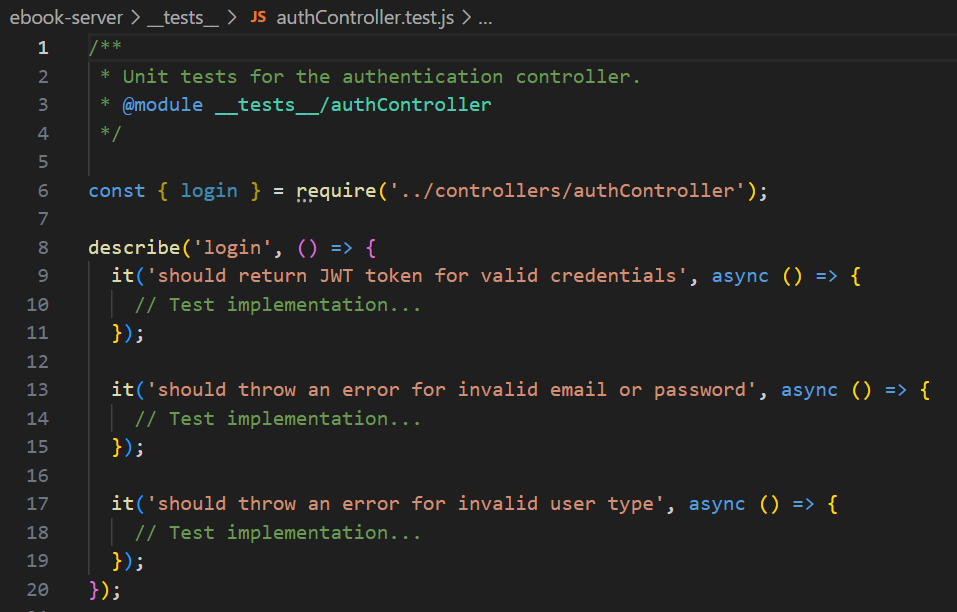 ebook-server > __tests__ > JS authController.test.js > ...
1 /**
2  * Unit tests for the authentication controller.
3  * @module __tests__/authController
4  */
5
6 const { login } = require('../controllers/authController');
7
8 describe('login', () => {
9   it('should return JWT token for valid credentials', async () => {
10     // Test implementation...
11   });
12
13   it('should throw an error for invalid email or password', async () => {
14     // Test implementation...
15   });
16
17   it('should throw an error for invalid user type', async () => {
18     // Test implementation...
19   });
20 });